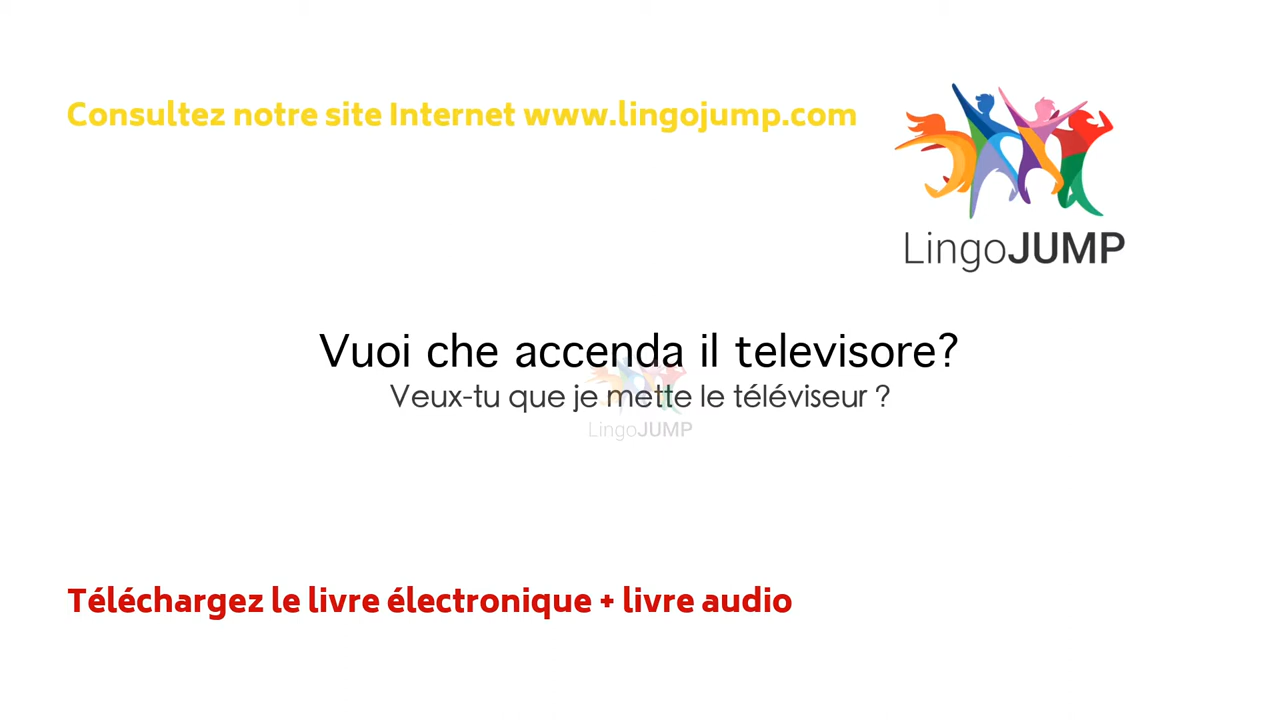 Consultez notre site Internet www.lingojump.com
LingoJUMP
Vuoi che accenda il televisore?
Veux-tu que je mette le téléviseur ?
LingoJUMP
Téléchargez le livre électronique + livre audio